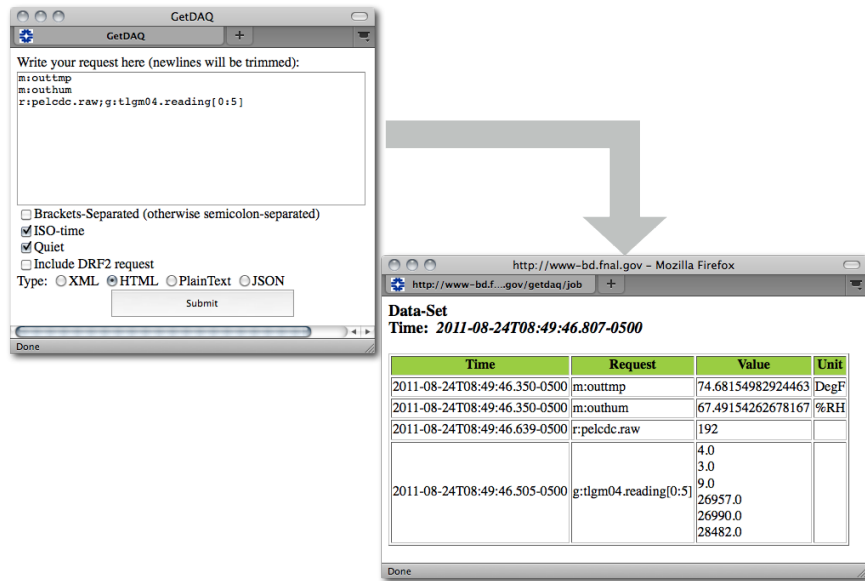 GetDAQ
GetDAQ +
Write your request here (newlines will be trimmed):
m:outtmp
m:outhum
r:pelcdc.raw;g:tlgm04.reading[0:5]
Brackets-Separated (otherwise semicolon-separated)
ISO-time
Quiet
Include DRF2 request
Type: XML HTML PlainText JSON
Submit
Done
http://www-bd.fnal.gov – Mozilla Firefox
http://www-bd.f....gov/getdaq/job +
Data-Set
Time: 2011-08-24T08:49:46.807-0500
Time Request Value Unit
2011-08-24T08:49:46.350-0500 m:outtmp 74.68154982924463 DegF
2011-08-24T08:49:46.350-0500 m:outhum 67.49154262678167 %RH
2011-08-24T08:49:46.639-0500 r:pelcdc.raw 192
2011-08-24T08:49:46.505-0500 g:tlgm04.reading[0:5]
4.0
3.0
9.0
26957.0
26990.0
28482.0
Done